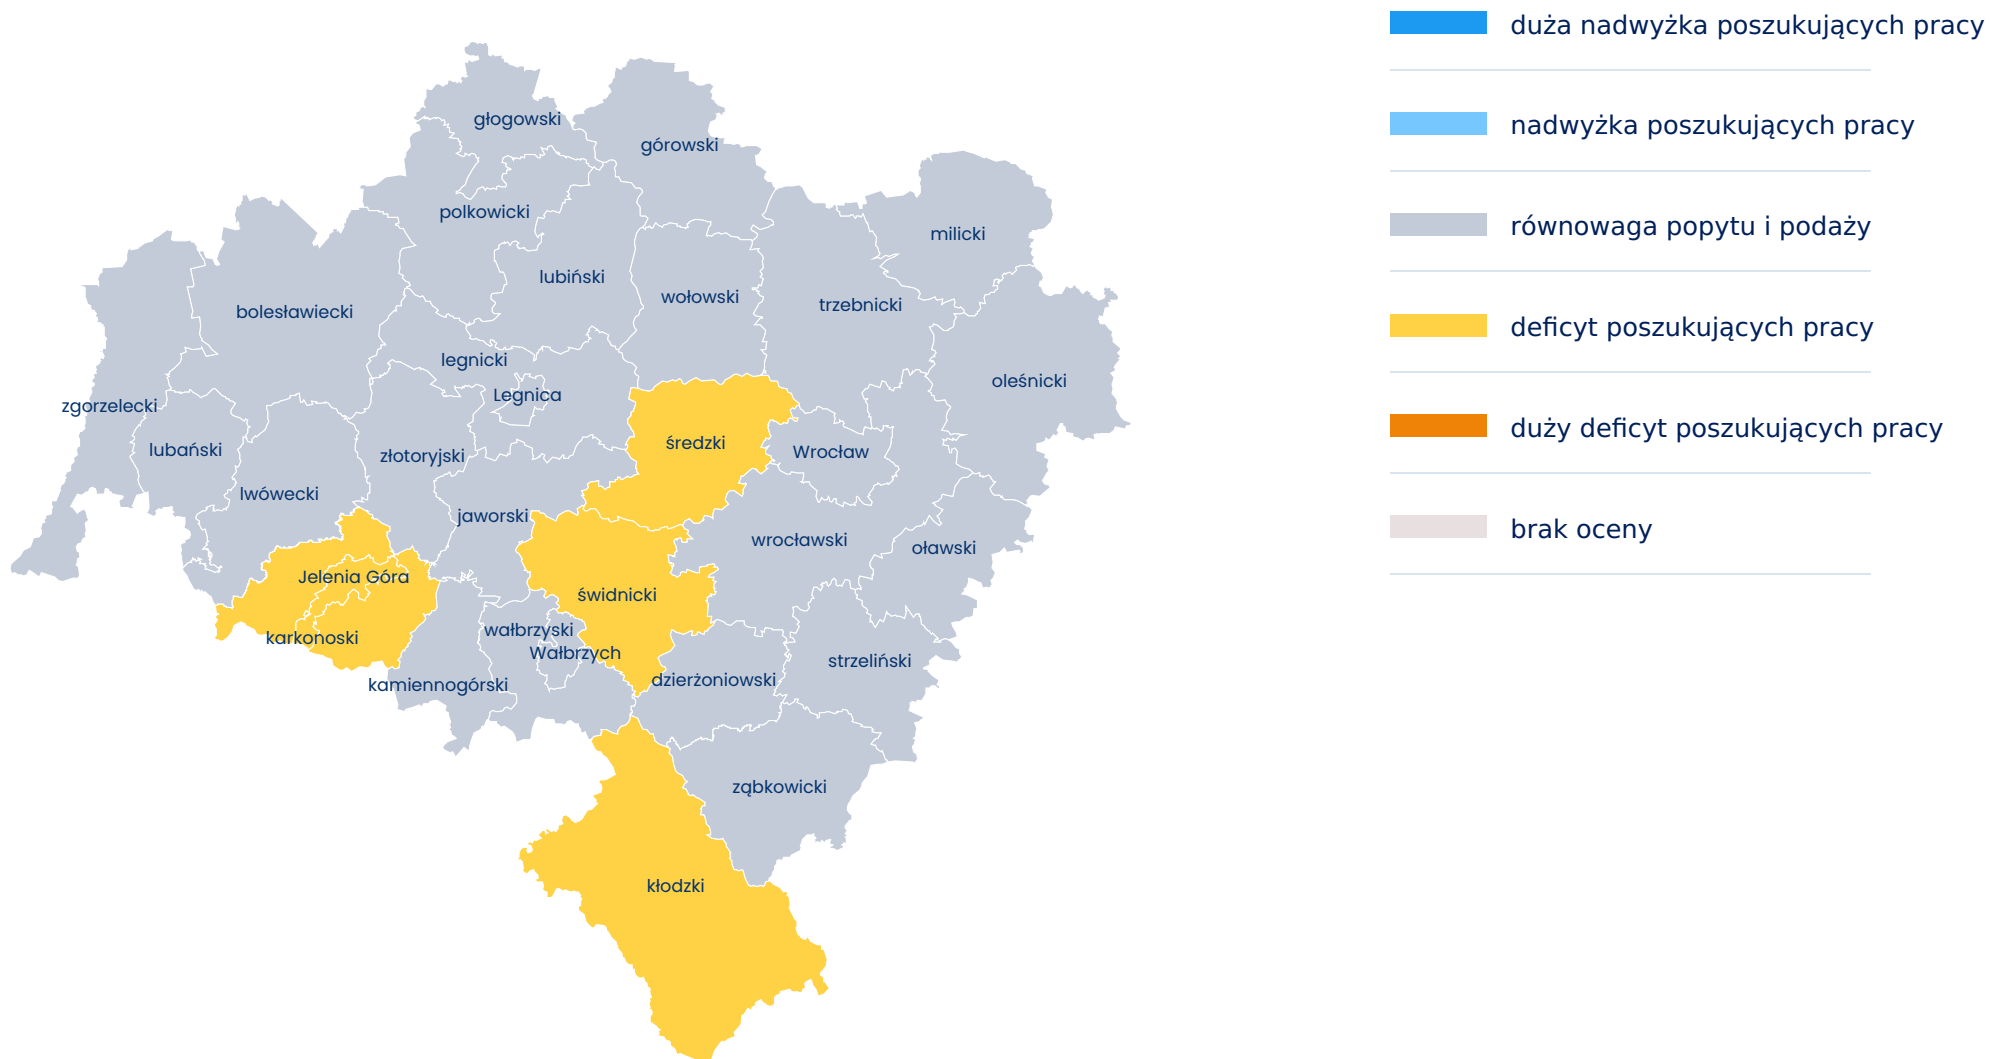 duża nadwyżka poszukujących pracy
nadwyżka poszukujących pracy
równowaga popytu i podaży
deficyt poszukujących pracy
duży deficyt poszukujących pracy
brak oceny
głogowski
górowski
polkowicki
milicki
lubiński
wołowski
trzebnicki
bolesławiecki
legnicki
oleśnicki
Legnica
zgorzelecki
średzki
lubański
złotoryjski
Wrocław
lwówecki
jaworski
wrocławski
oławski
Jelenia Góra
świdnicki
wałbrzyski
karkonoski
Wałbrzych
strzeliński
kamiennogórski
dzierżoniowski
ząbkowicki
kłodzki